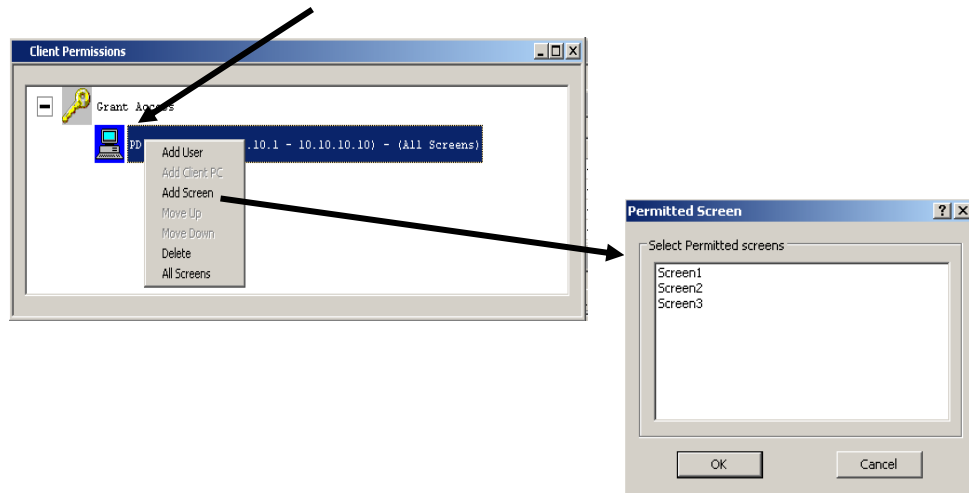 Client Permissions
Grant Access
PD .10.1 - 10.10.10.10) - (All Screens)
Add User
Add Client PC
Add Screen
Move Up
Move Down
Delete
All Screens
Permitted Screen
Select Permitted screens
Screen1
Screen2
Screen3
OK
Cancel